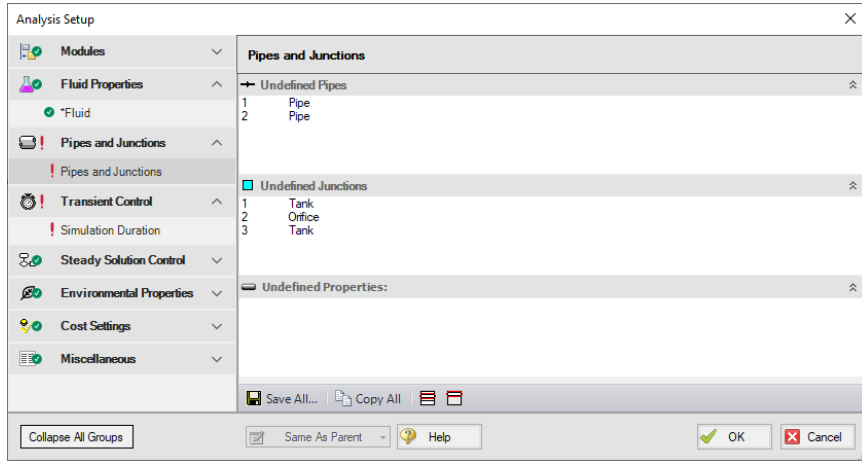 Analysis Setup
Modules
Fluid Properties
*Fluid
Pipes and Junctions
Pipes and Junctions
Transient Control
Simulation Duration
Steady Solution Control
Environmental Properties
Cost Settings
Miscellaneous
Pipes and Junctions
Undefined Pipes
1 Pipe
2 Pipe
Undefined Junctions
1 Tank
2 Orifice
3 Tank
Undefined Properties:
Save All... Copy All
Collapse All Groups Same As Parent Help OK Cancel